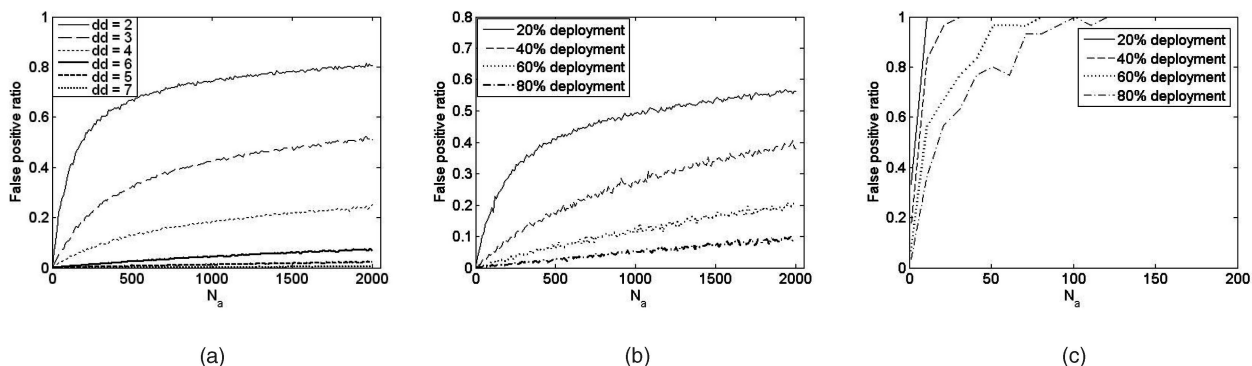 1
0.8
0.6
0.4
0.2
0
False positive ratio
dd = 2
dd = 3
dd = 4
dd = 6
dd = 5
dd = 7
0 500 1000 1500 2000
Na
(a)
0.8
0.7
0.6
0.5
0.4
0.3
0.2
0.1
0
False positive ratio
20% deployment
40% deployment
60% deployment
80% deployment
0 500 1000 1500 2000
Na
(b)
1
0.8
0.6
0.4
0.2
0
False positive ratio
20% deployment
40% deployment
60% deployment
80% deployment
0 50 100 150 200
Na
(c)